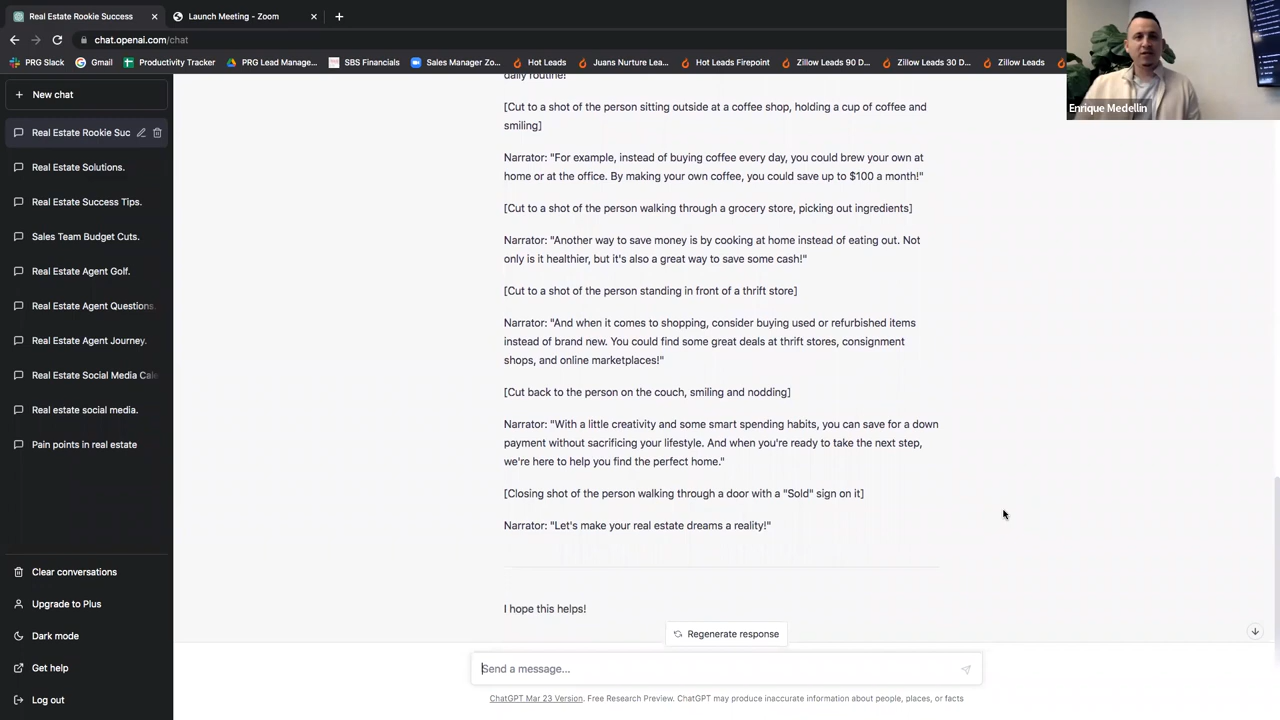 Real Estate Rookie Success
Launch Meeting - Zoom
chat.openai.com/chat
PRG Slack
Gmail
Productivity Tracker
PRG Lead Manage...
SBS Financials
Sales Manager Zo...
Hot Leads
Juans Nurture Lea...
Hot Leads Firepoint
Zillow Leads 90 D...
Zillow Leads 30 D...
Zillow Leads
Enrique Medellin
New chat
Real Estate Rookie Suc
Real Estate Solutions.
Real Estate Success Tips.
Sales Team Budget Cuts.
Real Estate Agent Golf.
Real Estate Agent Questions.
Real Estate Agent Journey.
Real Estate Social Media Cale
Real estate social media.
Pain points in real estate
Clear conversations
Upgrade to Plus
Dark mode
Get help
Log out
daily routine!
[Cut to a shot of the person sitting outside at a coffee shop, holding a cup of coffee and
smiling]
Narrator: "For example, instead of buying coffee every day, you could brew your own at
home or at the office. By making your own coffee, you could save up to $100 a month!"
[Cut to a shot of the person walking through a grocery store, picking out ingredients]
Narrator: "Another way to save money is by cooking at home instead of eating out. Not
only is it healthier, but it's also a great way to save some cash!"
[Cut to a shot of the person standing in front of a thrift store]
Narrator: "And when it comes to shopping, consider buying used or refurbished items
instead of brand new. You could find some great deals at thrift stores, consignment
shops, and online marketplaces!"
[Cut back to the person on the couch, smiling and nodding]
Narrator: "With a little creativity and some smart spending habits, you can save for a down
payment without sacrificing your lifestyle. And when you're ready to take the next step,
we're here to help you find the perfect home."
[Closing shot of the person walking through a door with a "Sold" sign on it]
Narrator: "Let's make your real estate dreams a reality!"
I hope this helps!
Regenerate response
Send a message...
ChatGPT Mar 23 Version. Free Research Preview. ChatGPT may produce inaccurate information about people, places, or facts